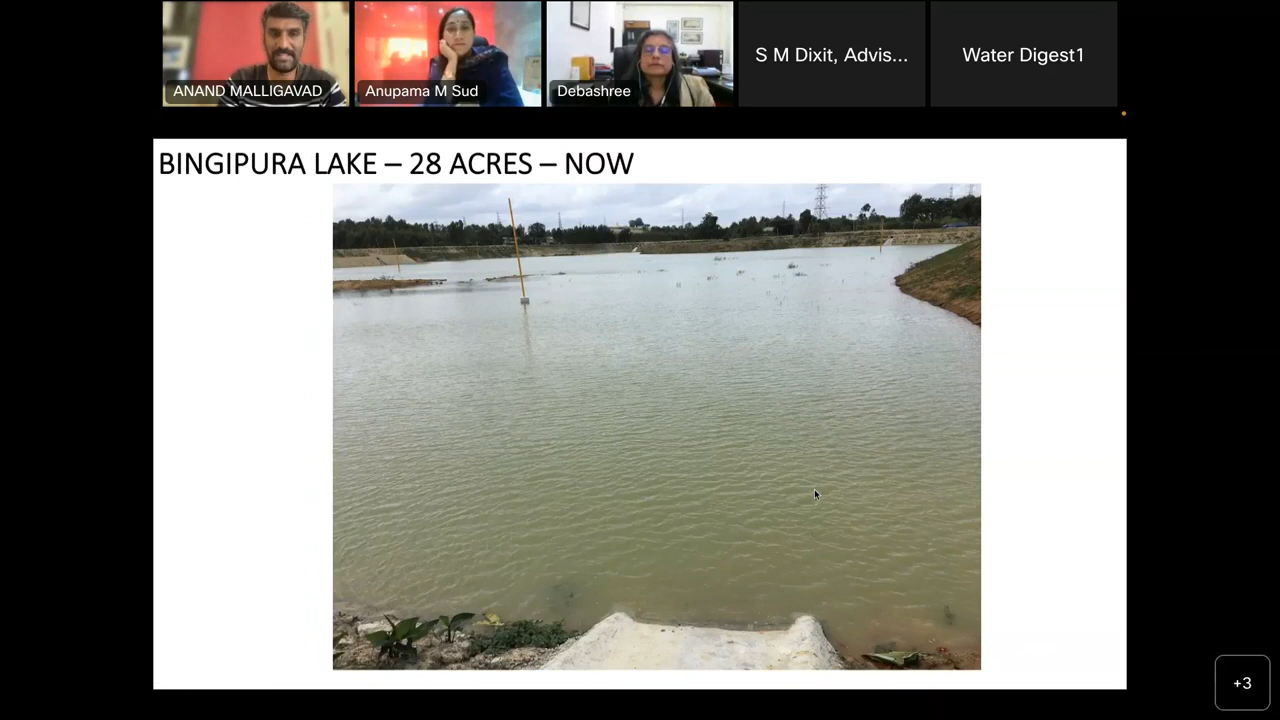 ANAND MALLIGAVAD
Anupama M Sud
Debashree
S M Dixit, Advis...
Water Digest1
BINGIPURA LAKE – 28 ACRES – NOW
+3